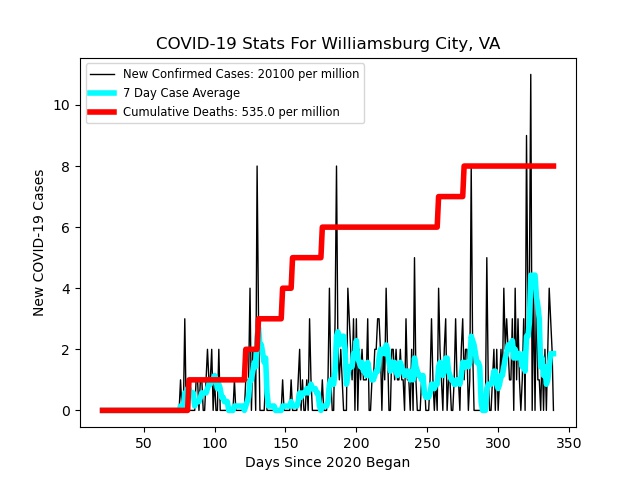 COVID-19 Stats For Williamsburg City, VA
New Confirmed Cases: 20100 per million
7 Day Case Average
Cumulative Deaths: 535.0 per million
New COVID-19 Cases
10
8
6
4
2
0
50 100 150 200 250 300 350
Days Since 2020 Began